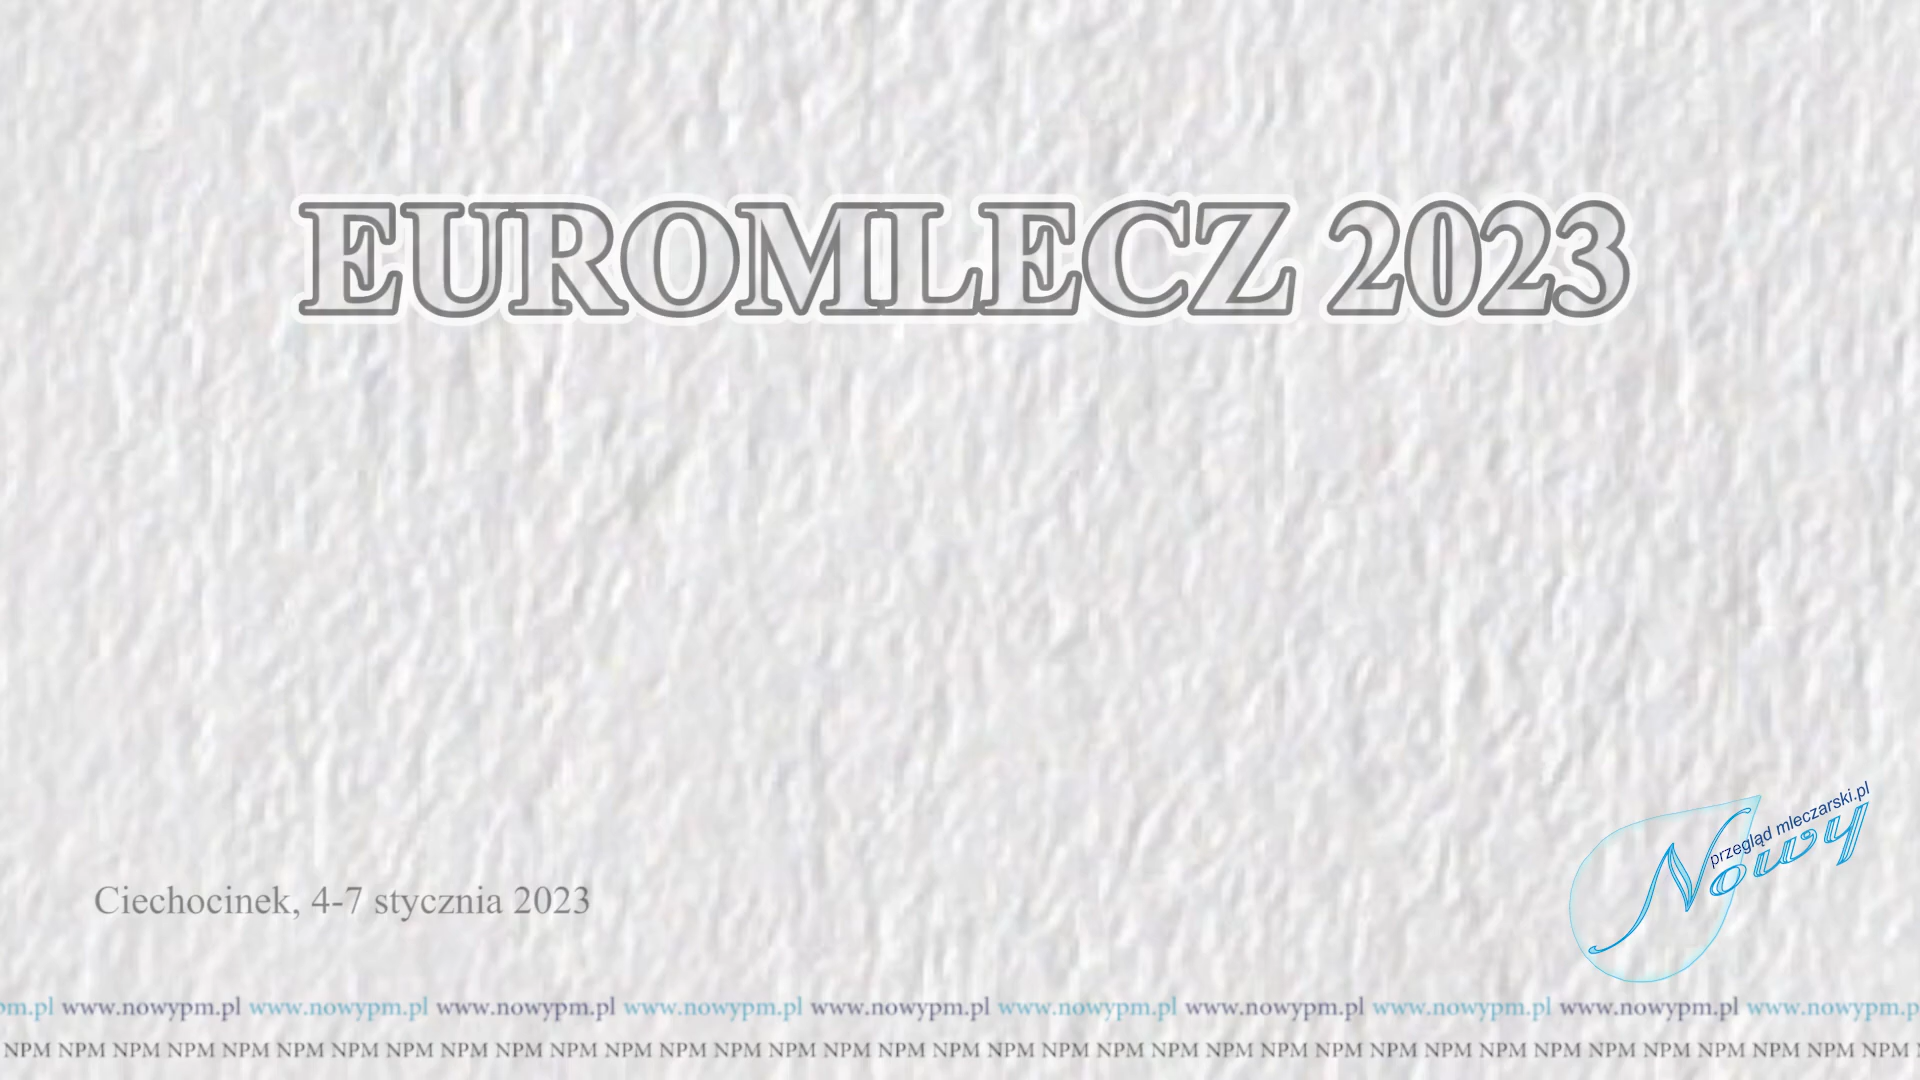 EUROMLECZ 2023
przegląd mleczarski.pl
Nowy
Ciechocinek, 4-7 stycznia 2023
pm.pl www.nowypm.pl www.nowypm.pl www.nowypm.pl www.nowypm.pl www.nowypm.pl www.nowypm.pl www.nowypm.pl www.nowypm.pl www.nowypm.pl www.nowypm.p
NPM NPM NPM NPM NPM NPM NPM NPM NPM NPM NPM NPM NPM NPM NPM NPM NPM NPM NPM NPM NPM NPM NPM NPM NPM NPM NPM NPM NPM NPM NPM NPM NPM NPM NPM